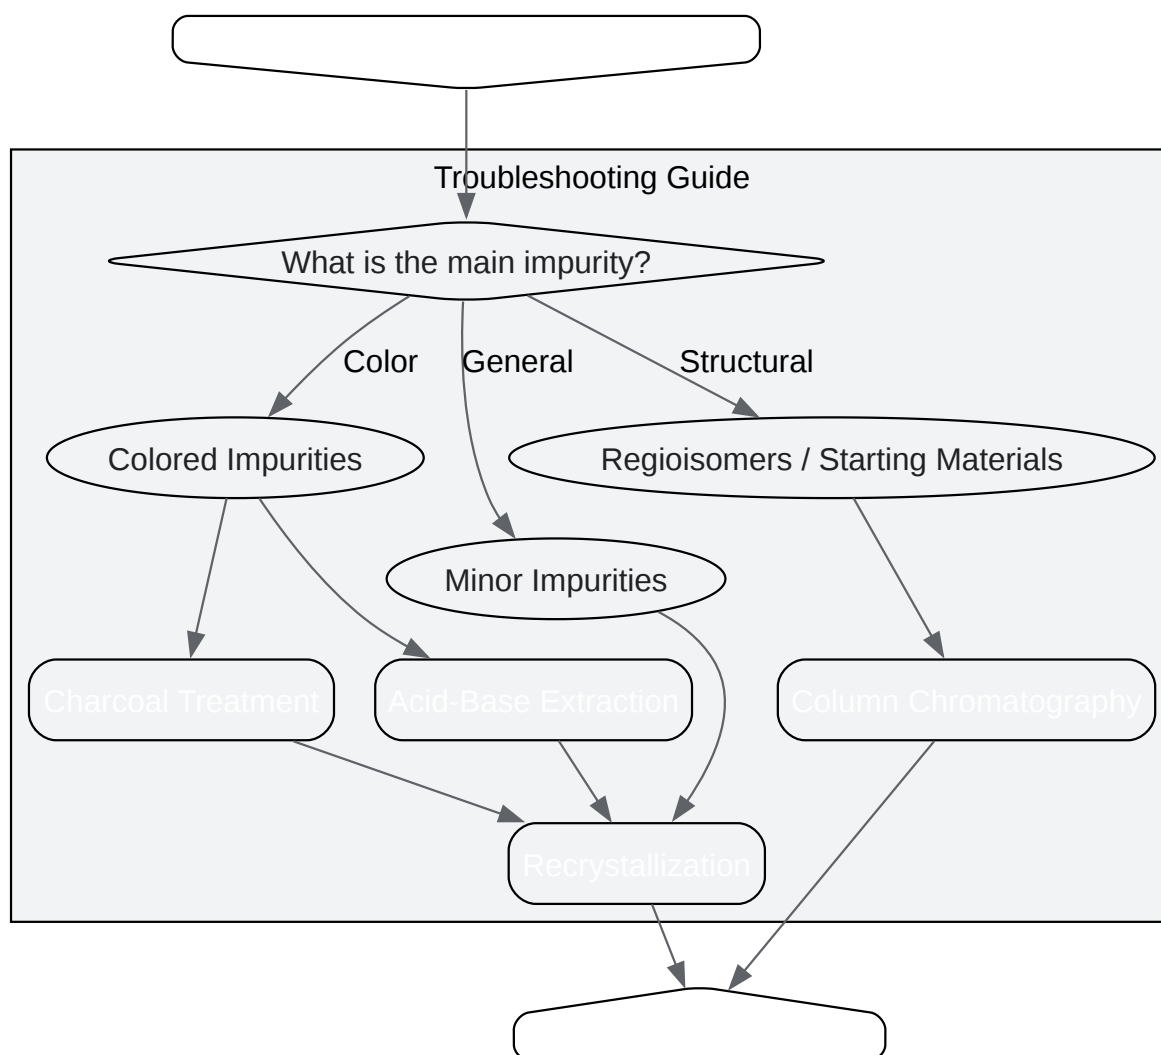 Troubleshooting Guide
What is the main impurity?
Color
General
Structural
Colored Impurities
Regioisomers / Starting Materials
Minor Impurities
Charcoal Treatment
Acid-Base Extraction
Column Chromatography
Recrystallization